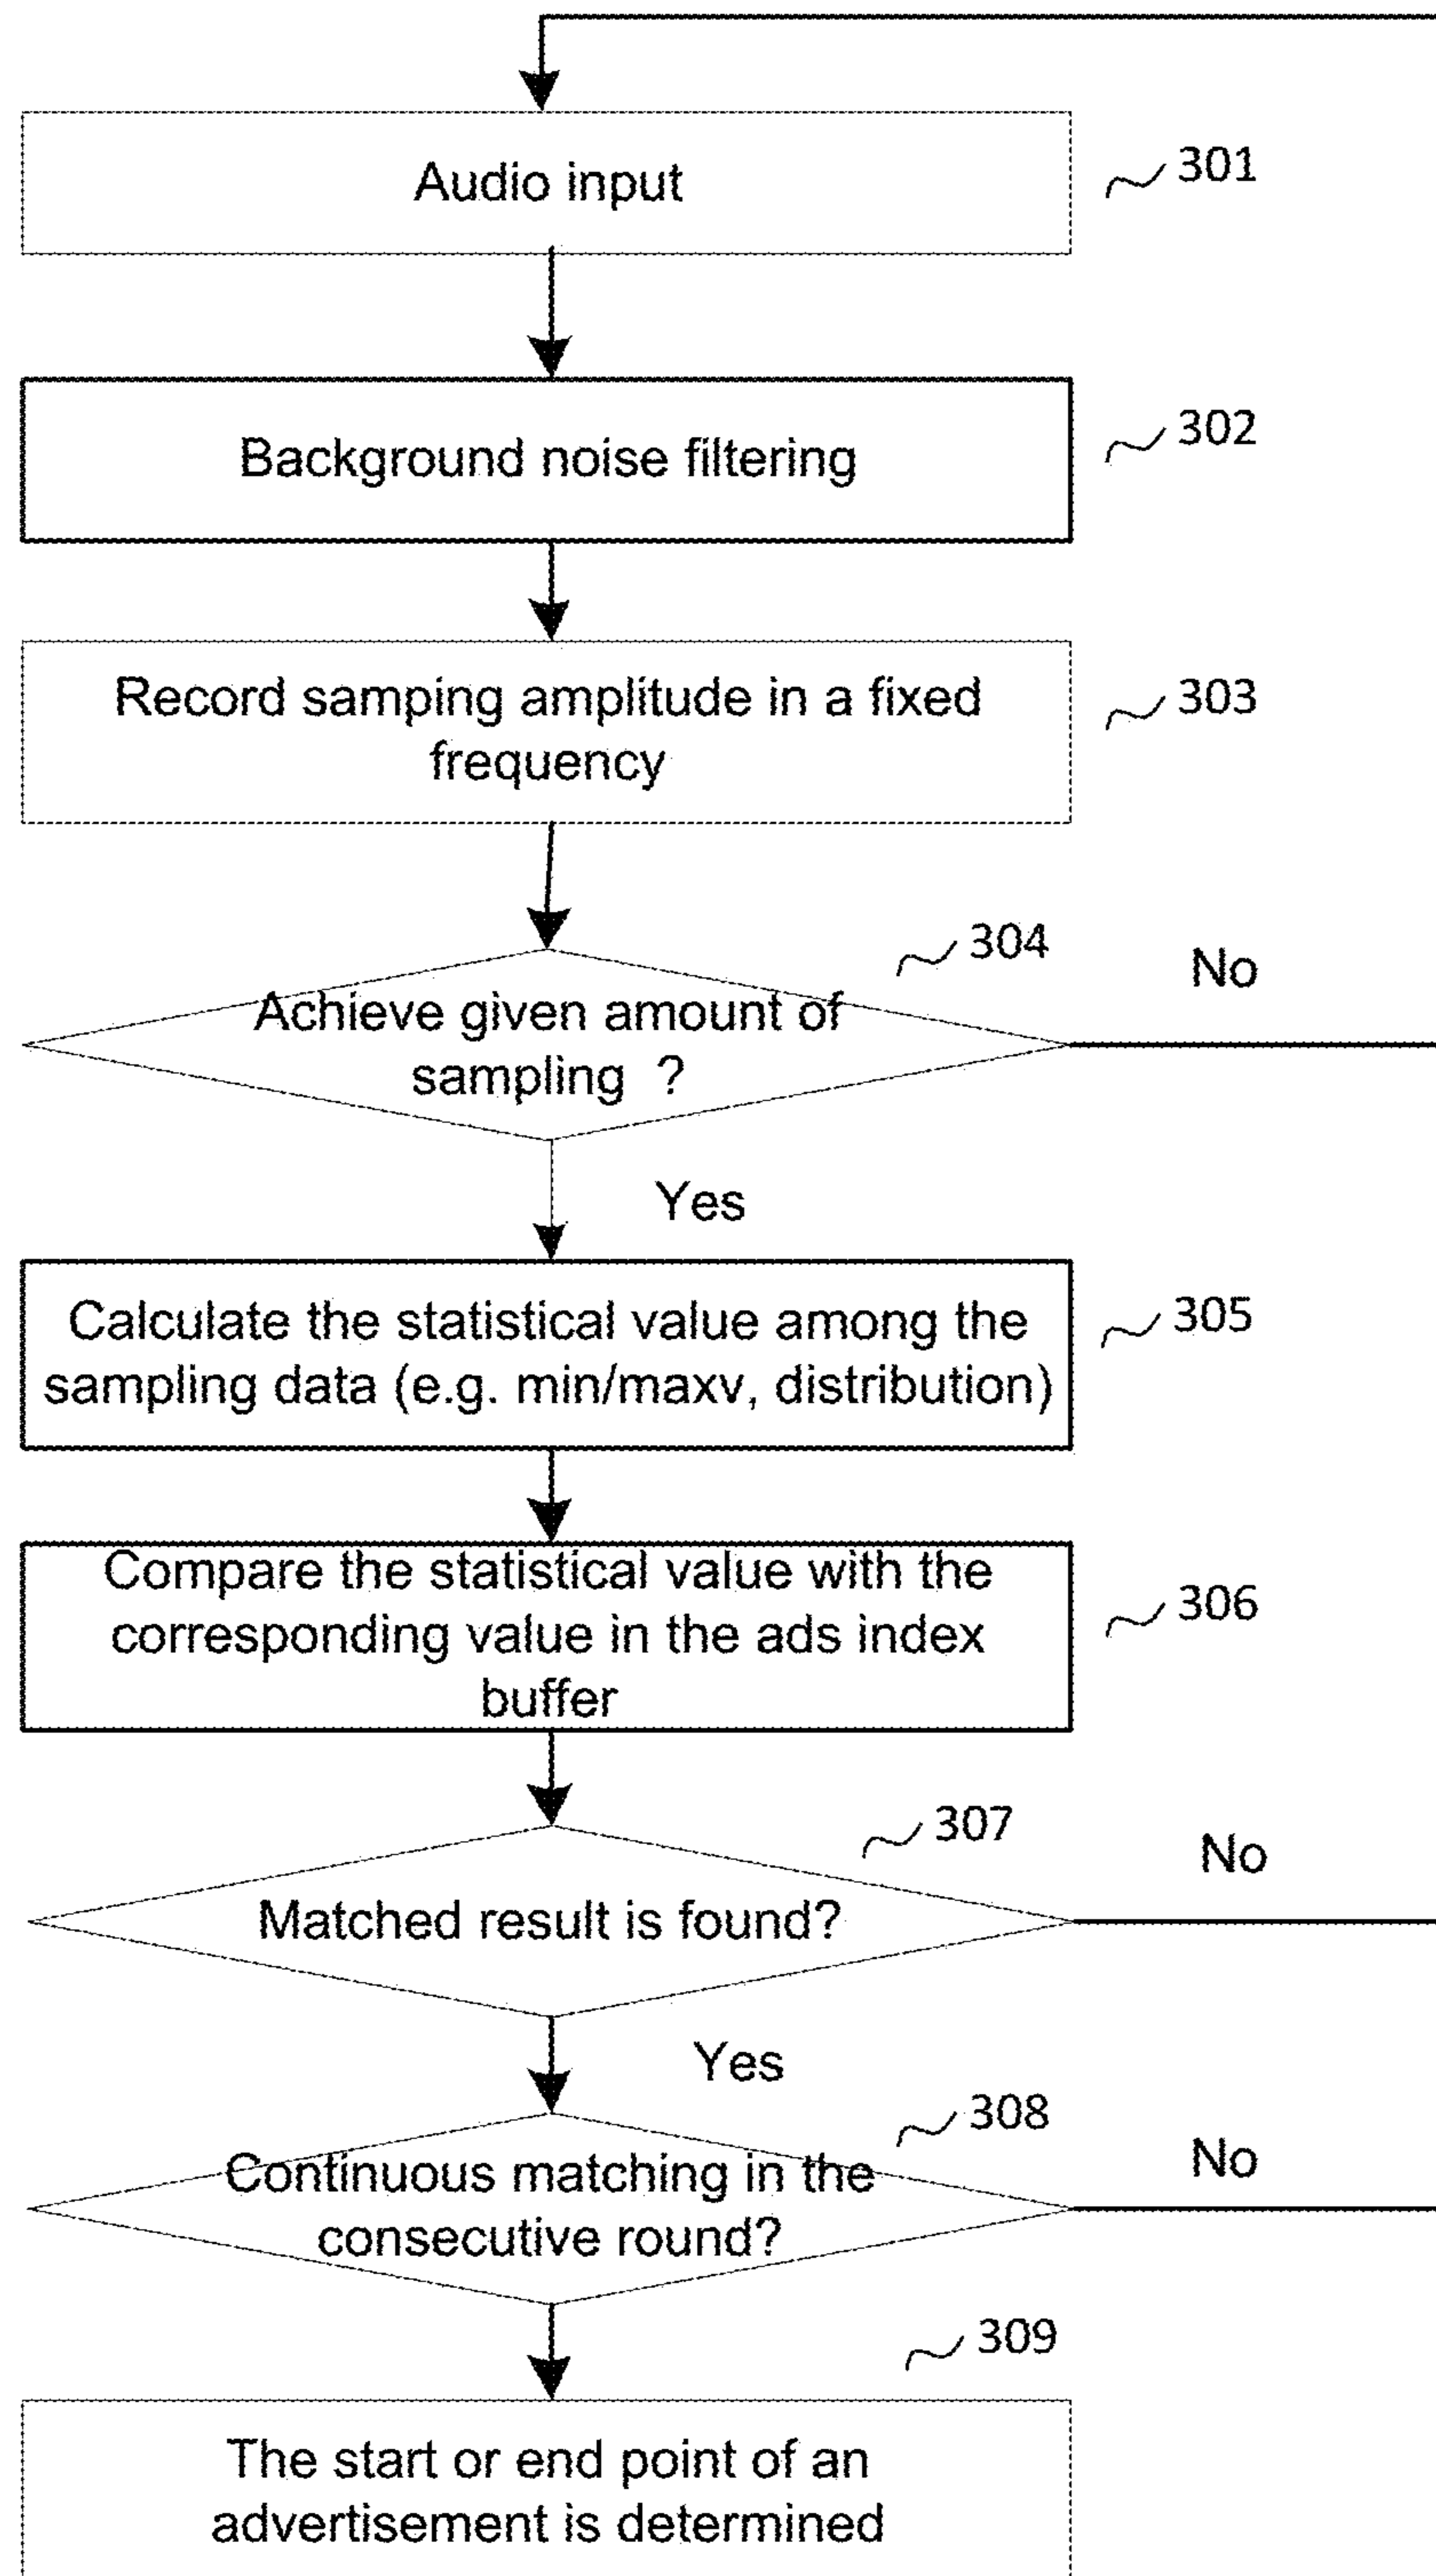 Audio input
301
Background noise filtering
302
Record samping amplitude in a fixed
frequency
303
304
No
Achieve given amount of
sampling ?
Yes
Calculate the statistical value among the
sampling data (e.g. min/maxv, distribution)
305
Compare the statistical value with the
corresponding value in the ads index
buffer
306
307
No
Matched result is found?
Yes
308
No
Continuous matching in the
consecutive round?
309
The start or end point of an
advertisement is determined